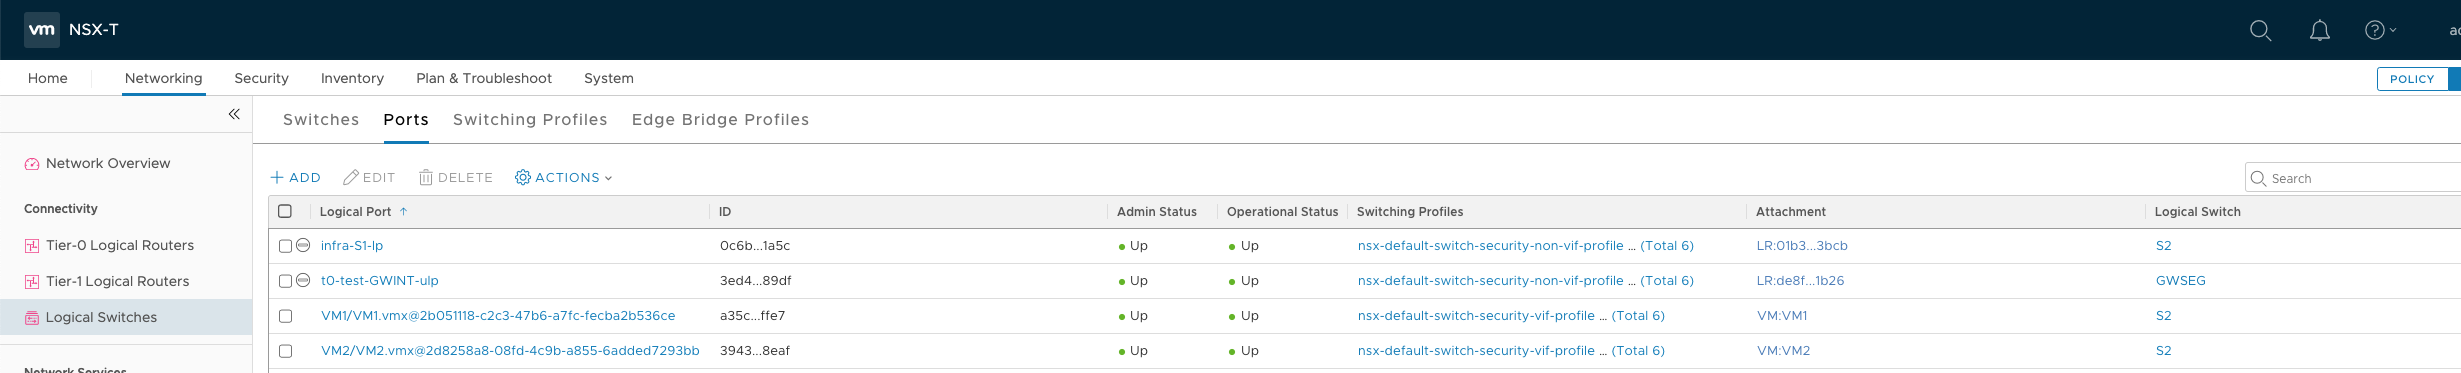 vm NSX-T
Home Networking Security Inventory Plan & Troubleshoot System POLICY
Switches Ports Switching Profiles Edge Bridge Profiles
Network Overview
Connectivity
Tier-0 Logical Routers
Tier-1 Logical Routers
Logical Switches
Network Services
+ ADD EDIT DELETE ACTIONS Search
Logical Port ↑ ID Admin Status Operational Status Switching Profiles Attachment Logical Switch
infra-S1-lp 0c6b...1a5c Up Up nsx-default-switch-security-non-vif-profile ... (Total 6) LR:01b3...3bcb S2
t0-test-GWINT-ulp 3ed4...89df Up Up nsx-default-switch-security-non-vif-profile ... (Total 6) LR:de8f...1b26 GWSEG
VM1/VM1.vmx@2b051118-c2c3-47b6-a7fc-fecba2b536ce a35c...ffe7 Up Up nsx-default-switch-security-vif-profile ... (Total 6) VM:VM1 S2
VM2/VM2.vmx@2d8258a8-08fd-4c9b-a855-6added7293bb 3943...8eaf Up Up nsx-default-switch-security-vif-profile ... (Total 6) VM:VM2 S2